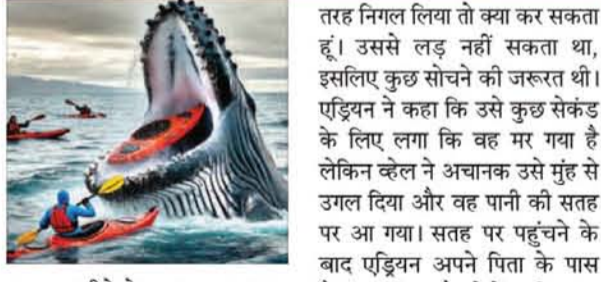 तरह निगल लिया तो क्या कर सकता
हूं। उससे लड़ नहीं सकता था,
इसलिए कुछ सोचने की जरूरत थी।
एड्रियन ने कहा कि उसे कुछ सेकंड
के लिए लगा कि वह मर गया है
लेकिन व्हेल ने अचानक उसे मुंह से
उगल दिया और वह पानी की सतह
पर आ गया। सतह पर पहुंचने के
बाद एड्रियन अपने पिता के पास